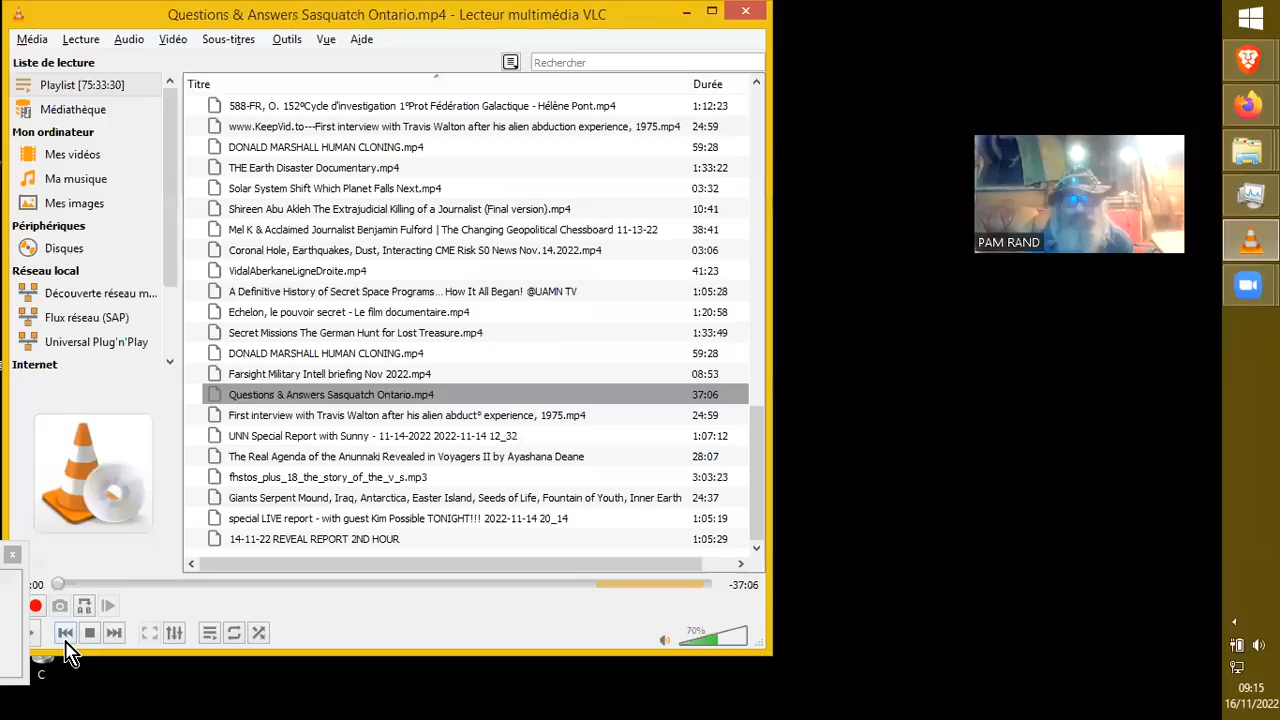 Questions & Answers Sasquatch Ontario.mp4 - Lecteur multimédia VLC
Média Lecture Audio Vidéo Sous-titres Outils Vue Aide
Liste de lecture
Rechercher
Playlist [75:33:30]
Médiathèque
Mon ordinateur
Mes vidéos
Ma musique
Mes images
Périphériques
Disques
Réseau local
Découverte réseau m...
Flux réseau (SAP)
Universal Plug'n'Play
Internet
Titre Durée
588-FR, O. 152ºCycle d'investigation 1ºProt Fédération Galactique - Hélène Pont.mp4 1:12:23
www.KeepVid.to---First interview with Travis Walton after his alien abduction experience, 1975.mp4 24:59
DONALD MARSHALL HUMAN CLONING.mp4 59:28
THE Earth Disaster Documentary.mp4 1:33:22
Solar System Shift Which Planet Falls Next.mp4 03:32
Shireen Abu Akleh The Extrajudicial Killing of a Journalist (Final version).mp4 10:41
Mel K & Acclaimed Journalist Benjamin Fulford | The Changing Geopolitical Chessboard 11-13-22 38:41
Coronal Hole, Earthquakes, Dust, Interacting CME Risk S0 News Nov.14.2022.mp4 03:06
VidalAberkaneLigneDroite.mp4 41:23
A Definitive History of Secret Space Programs... How It All Began! @UAMN TV 1:05:28
Echelon, le pouvoir secret - Le film documentaire.mp4 1:20:58
Secret Missions The German Hunt for Lost Treasure.mp4 1:33:49
DONALD MARSHALL HUMAN CLONING.mp4 59:28
Farsight Military Intell briefing Nov 2022.mp4 08:53
Questions & Answers Sasquatch Ontario.mp4 37:06
First interview with Travis Walton after his alien abduct° experience, 1975.mp4 24:59
UNN Special Report with Sunny - 11-14-2022 2022-11-14 12_32 1:07:12
The Real Agenda of the Anunnaki Revealed in Voyagers II by Ayashana Deane 28:07
fhstos_plus_18_the_story_of_the_v_s.mp3 3:03:23
Giants Serpent Mound, Iraq, Antarctica, Easter Island, Seeds of Life, Fountain of Youth, Inner Earth 24:37
special LIVE report - with guest Kim Possible TONIGHT!!! 2022-11-14 20_14 1:05:19
14-11-22 REVEAL REPORT 2ND HOUR 1:05:29
:00 -37:06
A B
70%
C
PAM RAND
09:15
16/11/2022